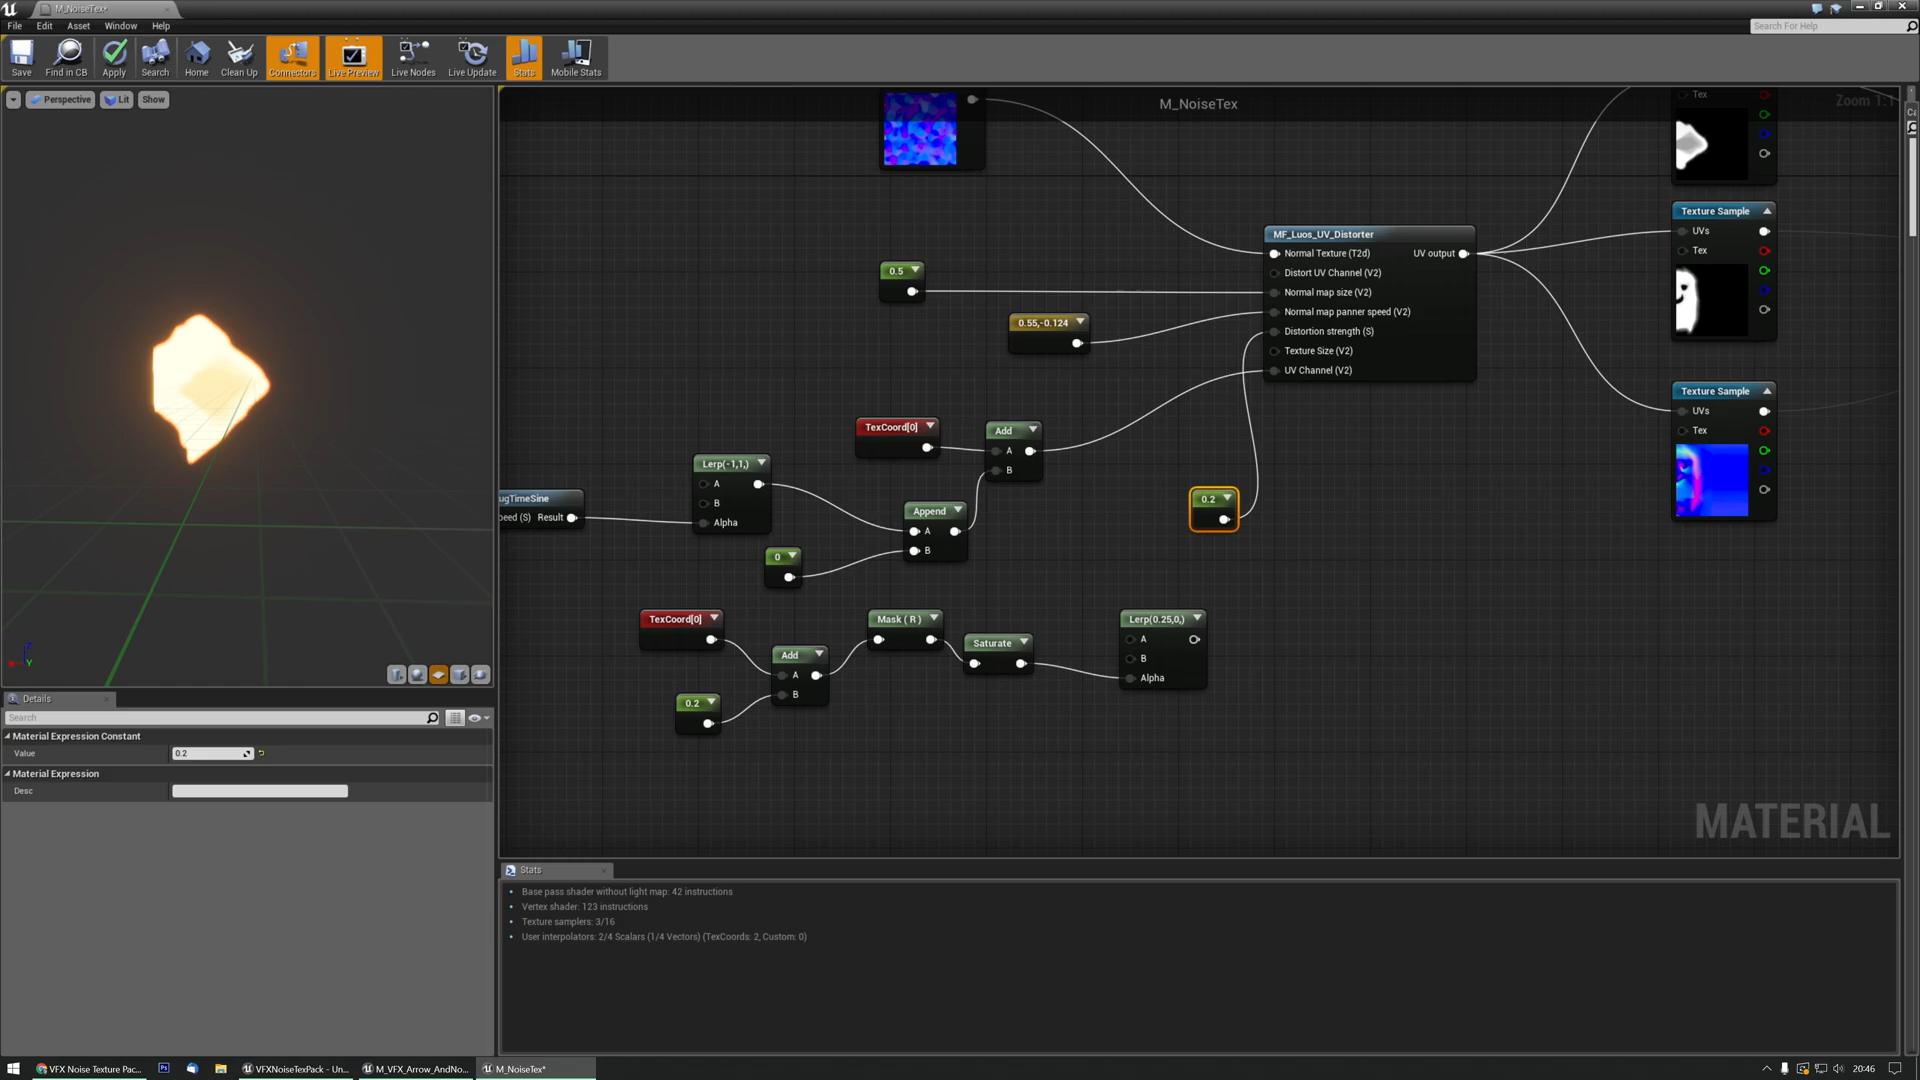 M_NoiseTex*
File Edit Asset Window Help
Search For Help
Save Find in CB Apply Search Home Clean Up Connectors Live Preview Live Nodes Live Update Stats Mobile Stats
Perspective Lit Show
M_NoiseTex
Zoom 1:1
Tex
MF_Luos_UV_Distorter
Normal Texture (T2d) UV output
Distort UV Channel (V2)
Normal map size (V2)
Normal map panner speed (V2)
Distortion strength (S)
Texture Size (V2)
UV Channel (V2)
0.5
0.55,-0.124
Texture Sample
UVs
Tex
Texture Sample
UVs
Tex
TexCoord[0]
Add
A
B
Lerp(-1,1,)
A
B
Alpha
ugTimeSine
peed (S) Result
Append
A
B
0
0.2
TexCoord[0]
Mask ( R )
Saturate
Lerp(0.25,0,)
A
B
Alpha
Add
A
B
0.2
MATERIAL
Z
Y
Details
Search
Material Expression Constant
Value 0.2
Material Expression
Desc
Stats
Base pass shader without light map: 42 instructions
Vertex shader: 123 instructions
Texture samplers: 3/16
User interpolators: 2/4 Scalars (1/4 Vectors) (TexCoords: 2, Custom: 0)
VFX Noise Texture Pac... VFXNoiseTexPack - Un... M_VFX_Arrow_AndNo... M_NoiseTex* 20:46